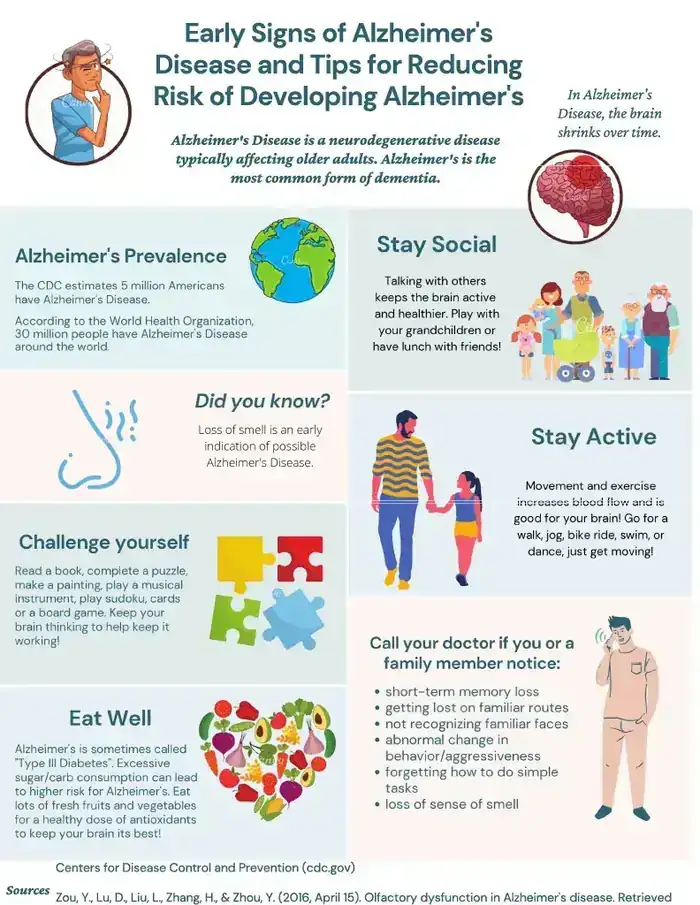 Early Signs of Alzheimer's
Disease and Tips for Reducing
Risk of Developing Alzheimer's
Alzheimer's Disease is a neurodegenerative disease
typically affecting older adults. Alzheimer's is the
most common form of dementia.
In Alzheimer's
Disease, the brain
shrinks over time.
Alzheimer's Prevalence
The CDC estimates 5 million Americans
have Alzheimer's Disease.
According to the World Health Organization,
30 million people have Alzheimer's Disease
around the world.
Stay Social
Talking with others
keeps the brain active
and healthier. Play with
your grandchildren or
have lunch with friends!
Did you know?
Loss of smell is an early
indication of possible
Alzheimer's Disease.
Stay Active
Movement and exercise
increases blood flow and is
good for your brain! Go for a
walk, jog, bike ride, swim, or
dance, just get moving!
Challenge yourself
Read a book, complete a puzzle,
make a painting, play a musical
instrument, play sudoku, cards
or a board game. Keep your
brain thinking to help keep it
working!
Call your doctor if you or a
family member notice:
• short-term memory loss
• getting lost on familiar routes
• not recognizing familiar faces
• abnormal change in
behavior/aggressiveness
• forgetting how to do simple
tasks
• loss of sense of smell
Eat Well
Alzheimer's is sometimes called
"Type III Diabetes". Excessive
sugar/carb consumption can lead
to higher risk for Alzheimer's. Eat
lots of fresh fruits and vegetables
for a healthy dose of antioxidants
to keep your brain its best!
Centers for Disease Control and Prevention (cdc.gov)
Sources
Zou, Y., Lu, D., Liu, L., Zhang, H., & Zhou, Y. (2016, April 15). Olfactory dysfunction in Alzheimer's disease. Retrieved